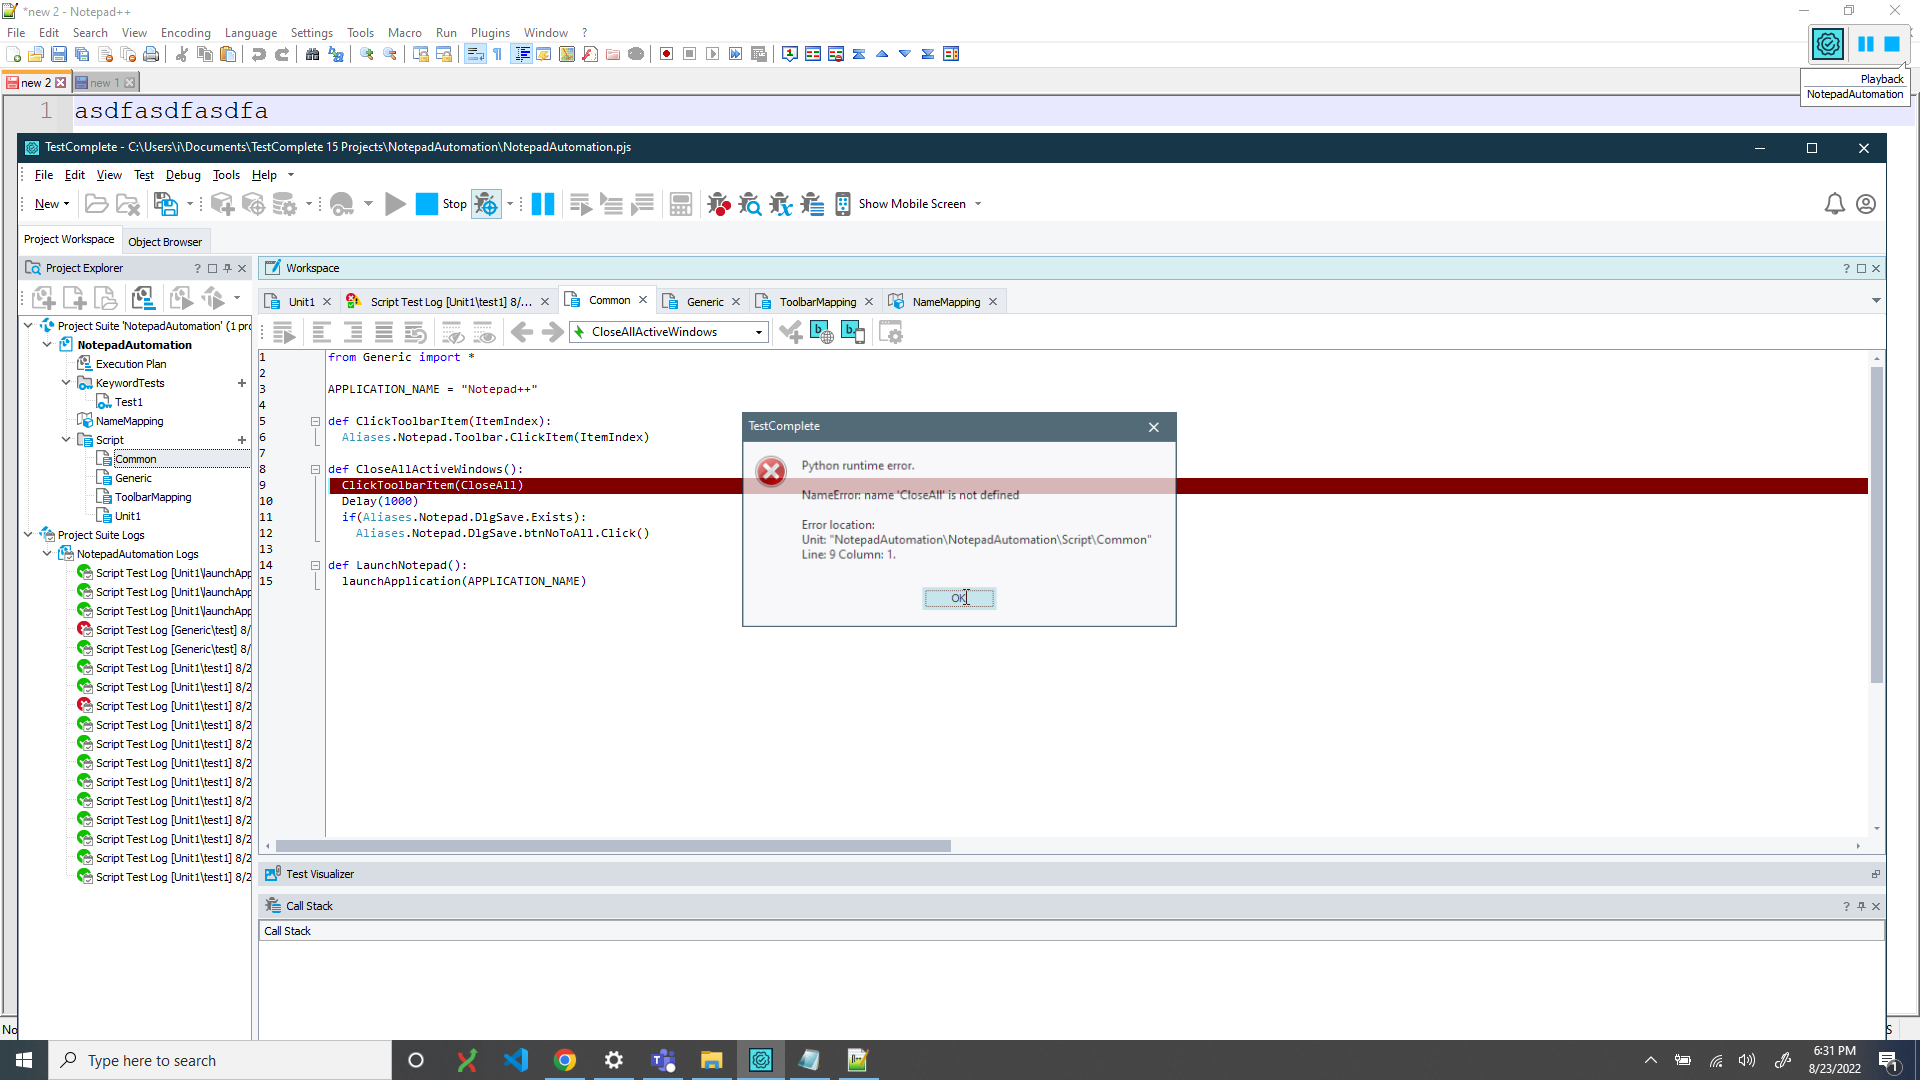 *new 2 - Notepad++
File Edit Search View Encoding Language Settings Tools Macro Run Plugins Window ?
new 2 new 1
Playback
NotepadAutomation
1 asdfasdfasdfa
TestComplete - C:\Users\i\Documents\TestComplete 15 Projects\NotepadAutomation\NotepadAutomation.pjs
File Edit View Test Debug Tools Help
New Stop Show Mobile Screen
Project Workspace Object Browser
Project Explorer
Workspace
Unit1 Script Test Log [Unit1\test1] 8/... Common Generic ToolbarMapping NameMapping
CloseAllActiveWindows
Project Suite 'NotepadAutomation' (1 pro
NotepadAutomation
Execution Plan
KeywordTests
Test1
NameMapping
Script
Common
Generic
ToolbarMapping
Unit1
Project Suite Logs
NotepadAutomation Logs
Script Test Log [Unit1\launchApp
Script Test Log [Unit1\launchApp
Script Test Log [Unit1\launchApp
Script Test Log [Generic\test] 8/
Script Test Log [Generic\test] 8/
Script Test Log [Unit1\test1] 8/2
Script Test Log [Unit1\test1] 8/2
Script Test Log [Unit1\test1] 8/2
Script Test Log [Unit1\test1] 8/2
Script Test Log [Unit1\test1] 8/2
Script Test Log [Unit1\test1] 8/2
Script Test Log [Unit1\test1] 8/2
Script Test Log [Unit1\test1] 8/2
Script Test Log [Unit1\test1] 8/2
Script Test Log [Unit1\test1] 8/2
Script Test Log [Unit1\test1] 8/2
Script Test Log [Unit1\test1] 8/2
1 from Generic import *
2
3 APPLICATION_NAME = "Notepad++"
4
5 def ClickToolbarItem(ItemIndex):
6 Aliases.Notepad.Toolbar.ClickItem(ItemIndex)
7
8 def CloseAllActiveWindows():
9 ClickToolbarItem(CloseAll)
10 Delay(1000)
11 if(Aliases.Notepad.DlgSave.Exists):
12 Aliases.Notepad.DlgSave.btnNoToAll.Click()
13
14 def LaunchNotepad():
15 launchApplication(APPLICATION_NAME)
TestComplete
Python runtime error.
NameError: name 'CloseAll' is not defined
Error location:
Unit: "NotepadAutomation\NotepadAutomation\Script\Common"
Line: 9 Column: 1.
OK
Test Visualizer
Call Stack
Call Stack
No
S
Type here to search
6:31 PM
8/23/2022
1